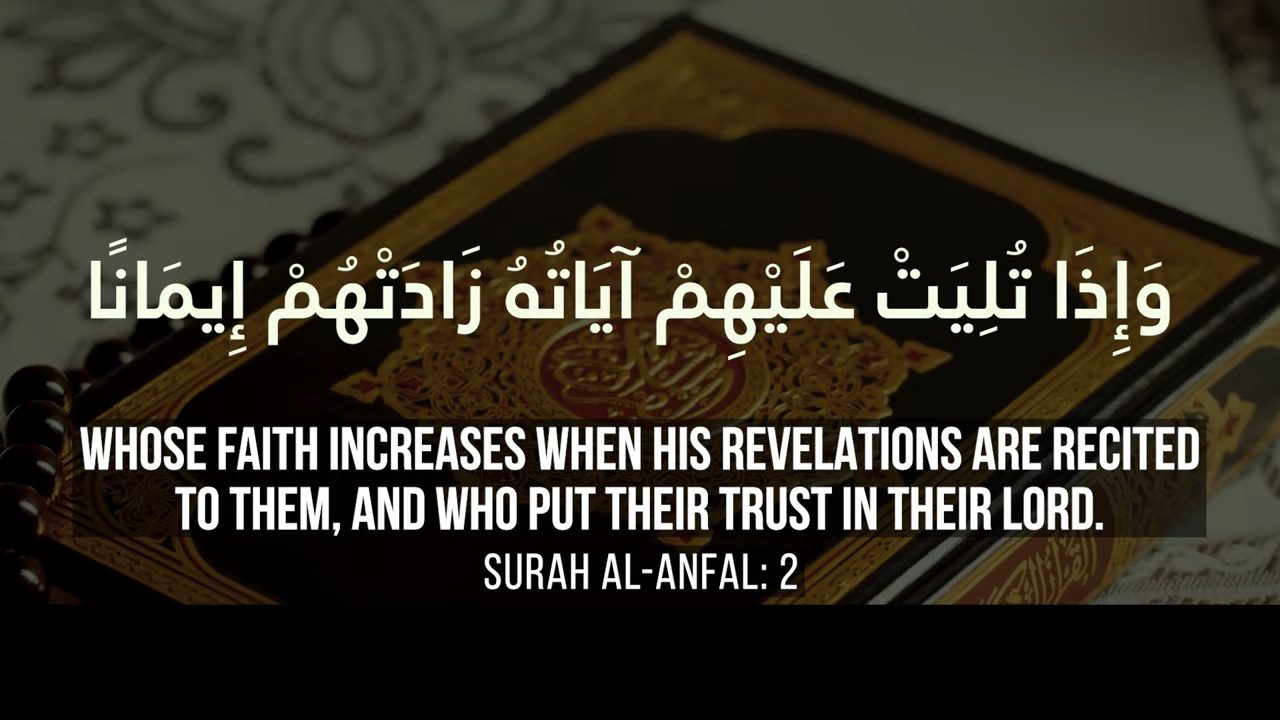 وَإِذَا تُلِيَتْ عَلَيْهِمْ آيَاتُهُ زَادَتْهُمْ إِيمَانًا
WHOSE FAITH INCREASES WHEN HIS REVELATIONS ARE RECITED
TO THEM, AND WHO PUT THEIR TRUST IN THEIR LORD.
SURAH AL-ANFAL: 2